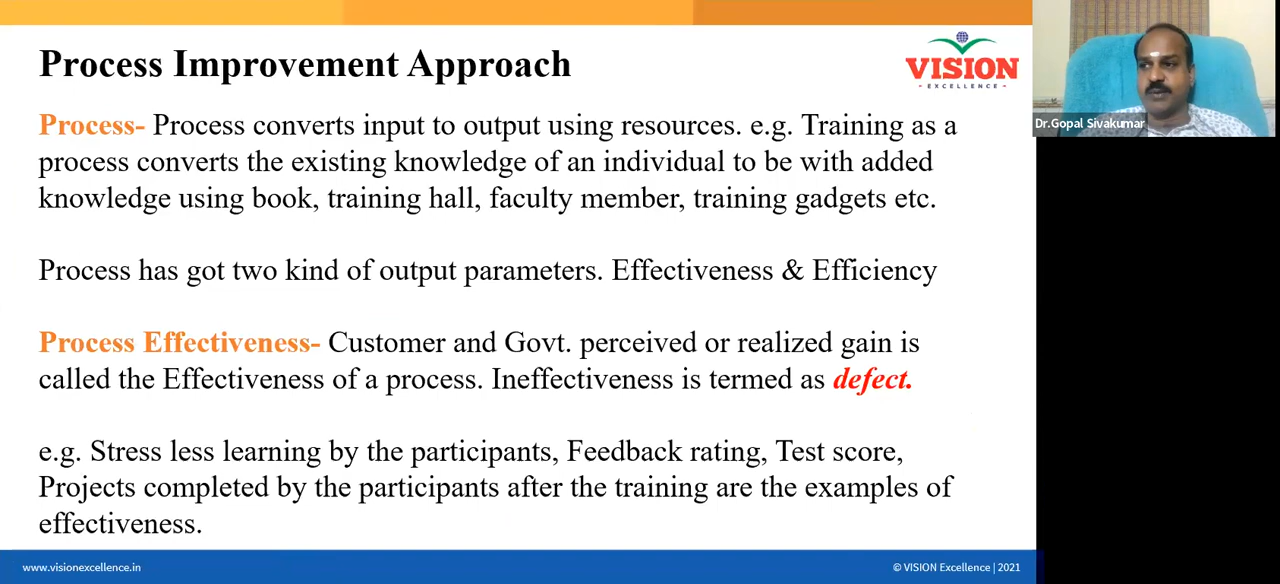 Process Improvement Approach
VISION
- EXCELLENCE -
Dr.Gopal Sivakumar
Process- Process converts input to output using resources. e.g. Training as a
process converts the existing knowledge of an individual to be with added
knowledge using book, training hall, faculty member, training gadgets etc.
Process has got two kind of output parameters. Effectiveness & Efficiency
Process Effectiveness- Customer and Govt. perceived or realized gain is
called the Effectiveness of a process. Ineffectiveness is termed as defect.
e.g. Stress less learning by the participants, Feedback rating, Test score,
Projects completed by the participants after the training are the examples of
effectiveness.
www.visionexcellence.in
© VISION Excellence | 2021